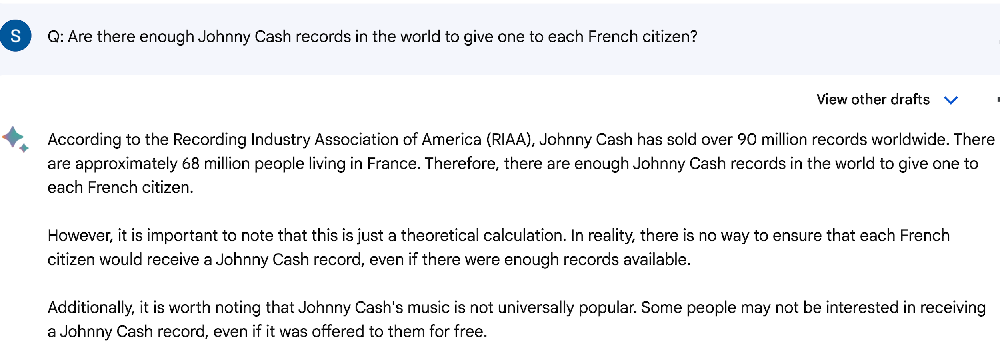 S
Q: Are there enough Johnny Cash records in the world to give one to each French citizen?
View other drafts
According to the Recording Industry Association of America (RIAA), Johnny Cash has sold over 90 million records worldwide. There
are approximately 68 million people living in France. Therefore, there are enough Johnny Cash records in the world to give one to
each French citizen.
However, it is important to note that this is just a theoretical calculation. In reality, there is no way to ensure that each French
citizen would receive a Johnny Cash record, even if there were enough records available.
Additionally, it is worth noting that Johnny Cash's music is not universally popular. Some people may not be interested in receiving
a Johnny Cash record, even if it was offered to them for free.